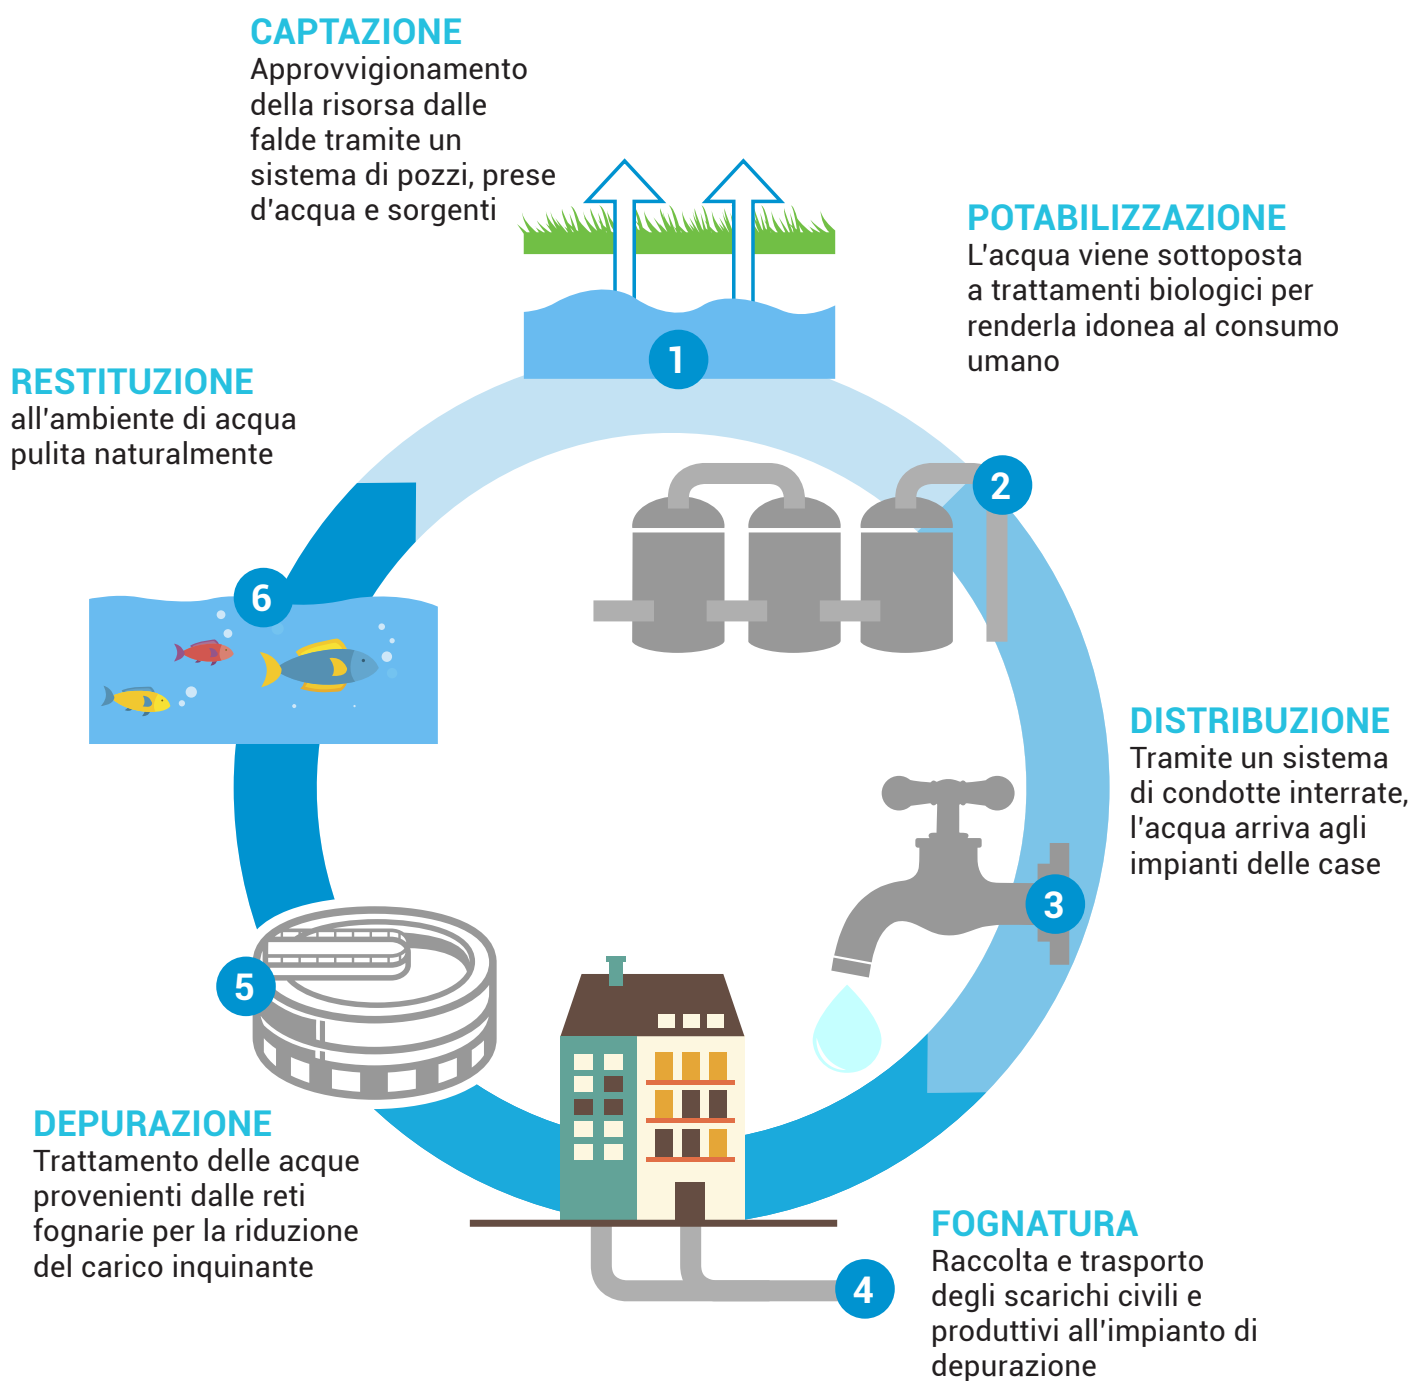 CAPTAZIONE
Approvvigionamento
della risorsa dalle
falde tramite un
sistema di pozzi, prese
d'acqua e sorgenti
1
POTABILIZZAZIONE
L'acqua viene sottoposta
a trattamenti biologici per
renderla idonea al consumo
umano
2
DISTRIBUZIONE
Tramite un sistema
di condotte interrate,
l'acqua arriva agli
impianti delle case
3
FOGNATURA
Raccolta e trasporto
degli scarichi civili e
produttivi all'impianto di
depurazione
4
DEPURAZIONE
Trattamento delle acque
provenienti dalle reti
fognarie per la riduzione
del carico inquinante
5
RESTITUZIONE
all'ambiente di acqua
pulita naturalmente
6